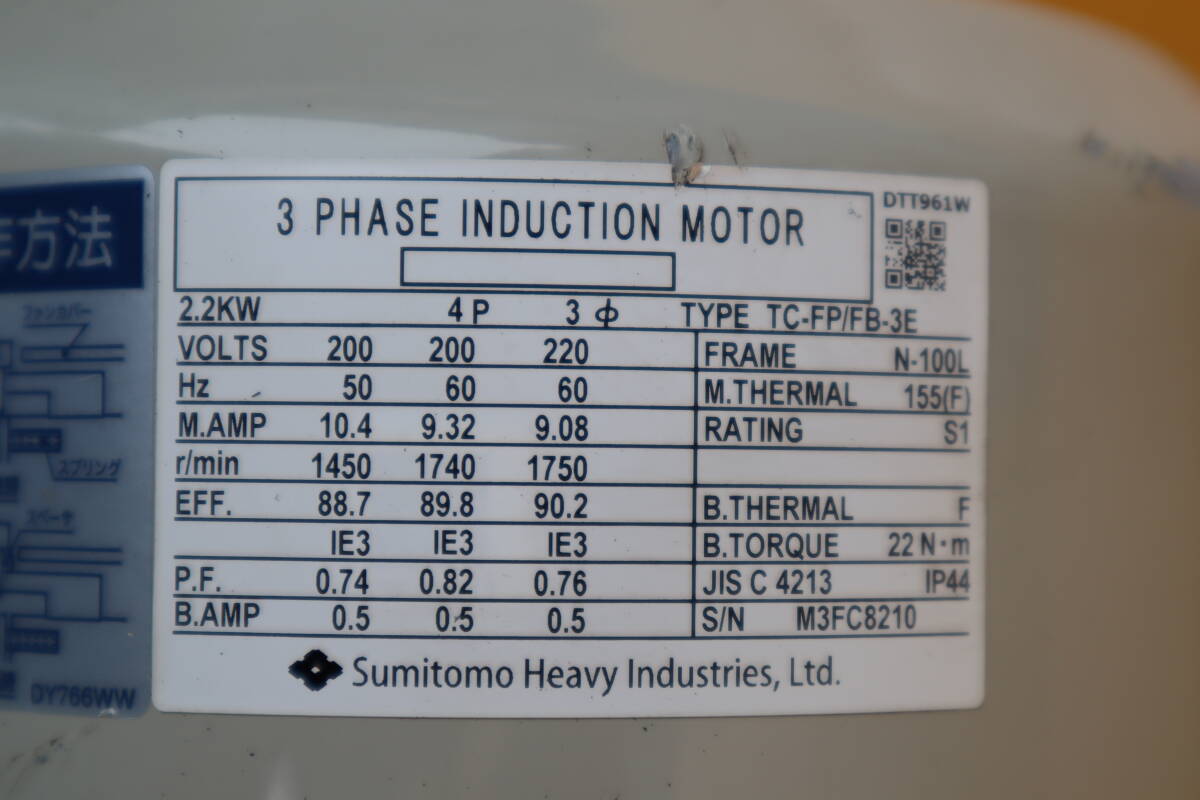 作方法
ファンカバー
スプリング
スペーサ
DY766WW
3 PHASE INDUCTION MOTOR
DTT961W
2.2KW 4 P 3 ф TYPE TC-FP/FB-3E
VOLTS 200 200 220 FRAME N-100L
Hz 50 60 60 M.THERMAL 155(F)
M.AMP 10.4 9.32 9.08 RATING S1
r/min 1450 1740 1750
EFF. 88.7 89.8 90.2 B.THERMAL F
IE3 IE3 IE3 B.TORQUE 22 N·m
P.F. 0.74 0.82 0.76 JIS C 4213 IP44
B.AMP 0.5 0.5 0.5 S/N M3FC8210
Sumitomo Heavy Industries, Ltd.